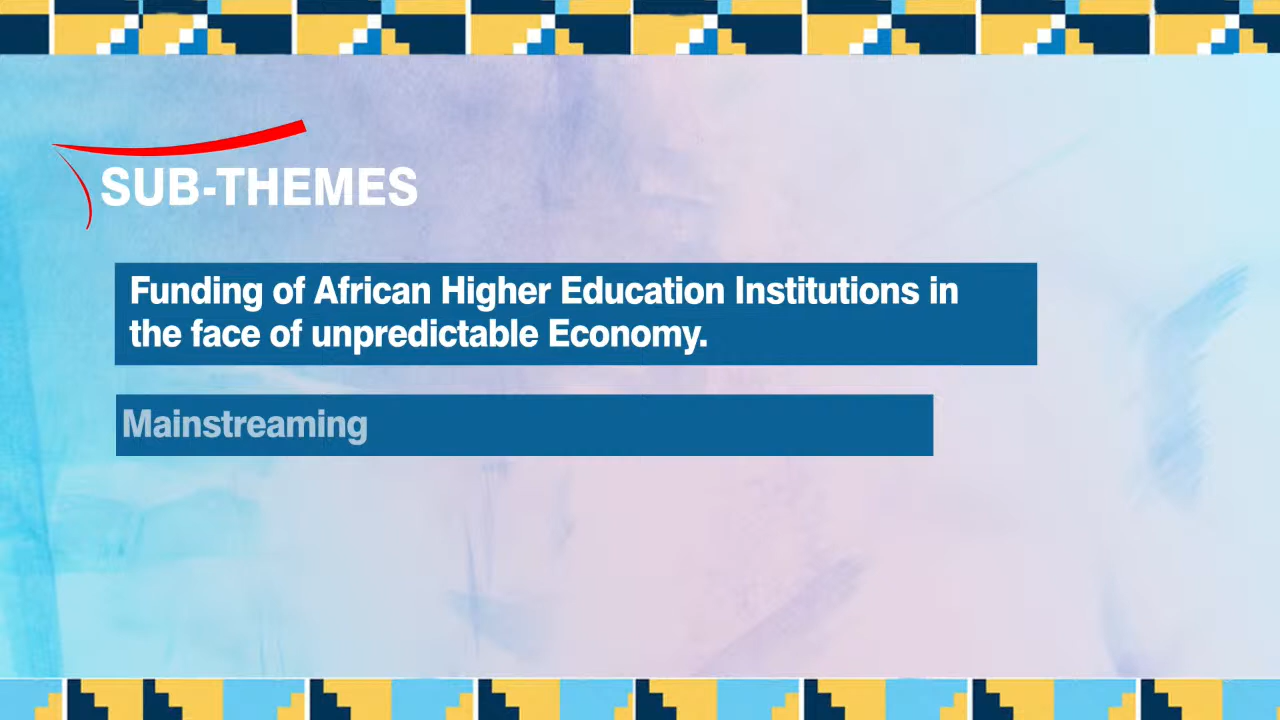 SUB-THEMES
Funding of African Higher Education Institutions in
the face of unpredictable Economy.
Mainstreaming